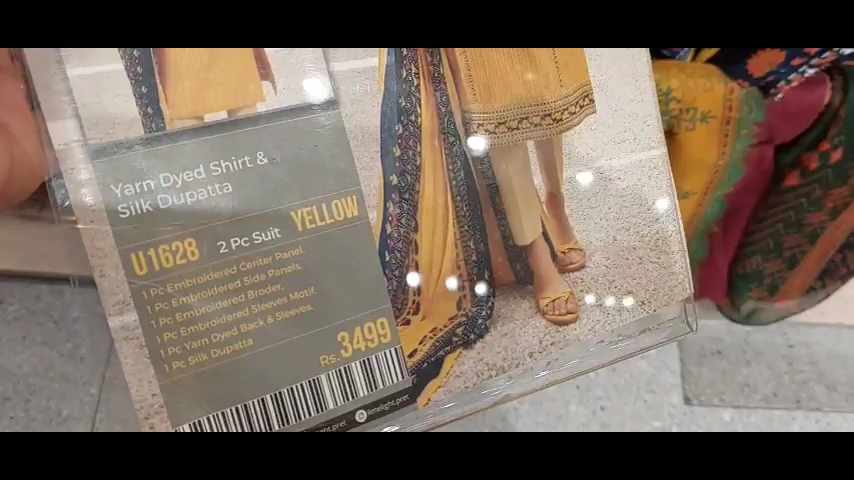 Yarn Dyed Shirt &
Silk Dupatta
U1628 2 Pc Suit YELLOW
1 Pc Embroidered Center Panel.
1 Pc Embroidered Side Panels.
1 Pc Embroidered Broder.
1 Pc Embroidered Sleeves Motif.
1 Pc Yarn Dyed Back & Sleeves.
1 Pc Silk Dupatta
Rs. 3499
limelight.pret